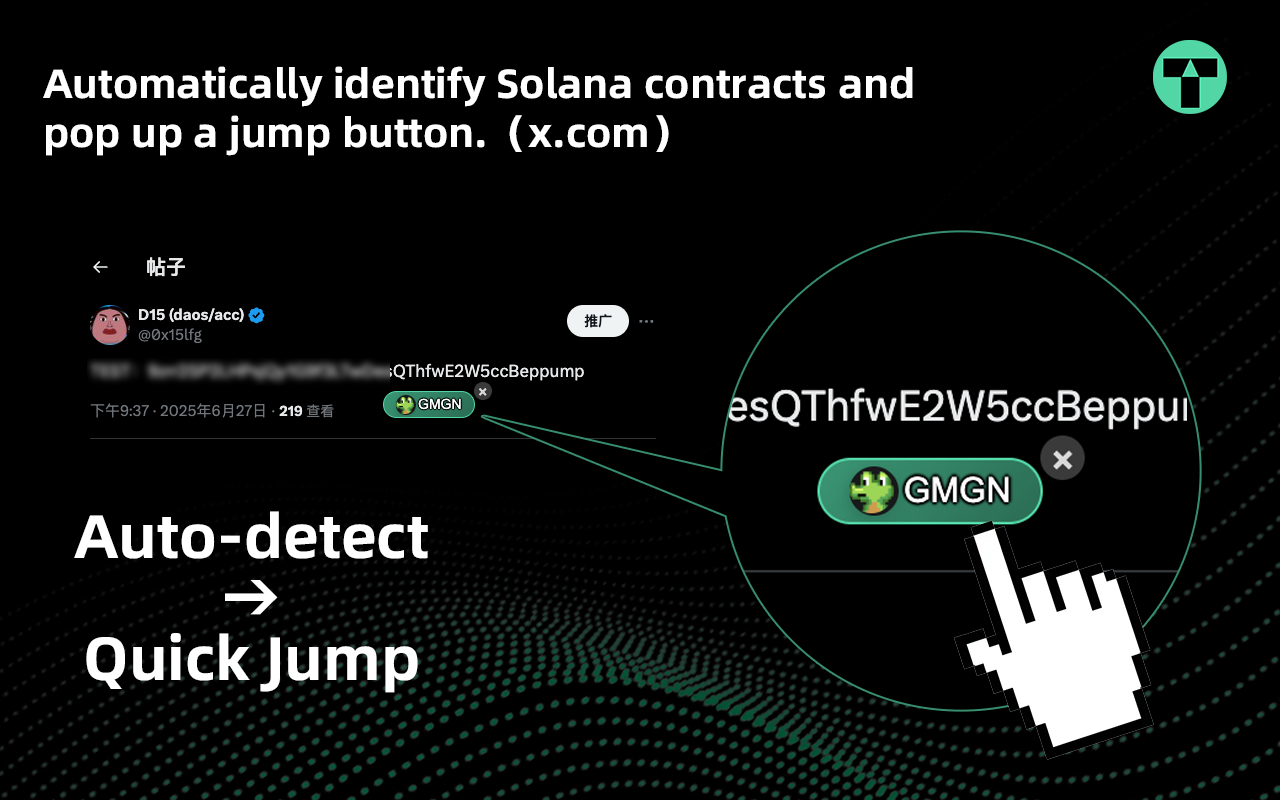 Automatically identify Solana contracts and
pop up a jump button.（x.com）
帖子
D15 (daos/acc)
@0x15lfg
推广
sQThfwE2W5ccBeppump
GMGN
下午9:37 · 2025年6月27日 · 219 查看
esQThfwE2W5ccBeppum
GMGN
Auto-detect
→
Quick Jump